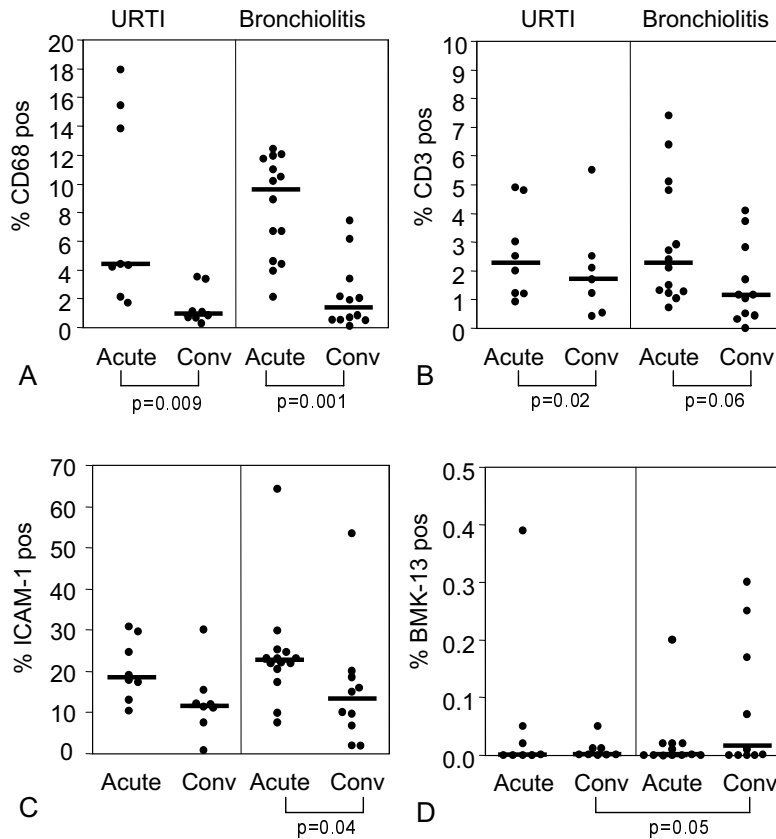 URTI Bronchiolitis
% CD68 pos
20
18
16
14
12
10
8
6
4
2
0
Acute Conv Acute Conv
A
p=0.009 p=0.001
URTI Bronchiolitis
% CD3 pos
10
9
8
7
6
5
4
3
2
1
0
Acute Conv Acute Conv
B
p=0.02 p=0.06
% ICAM-1 pos
70
60
50
40
30
20
10
0
Acute Conv Acute Conv
C
p=0.04
% BMK-13 pos
0.5
0.4
0.3
0.2
0.1
0.0
Acute Conv Acute Conv
D
p=0.05